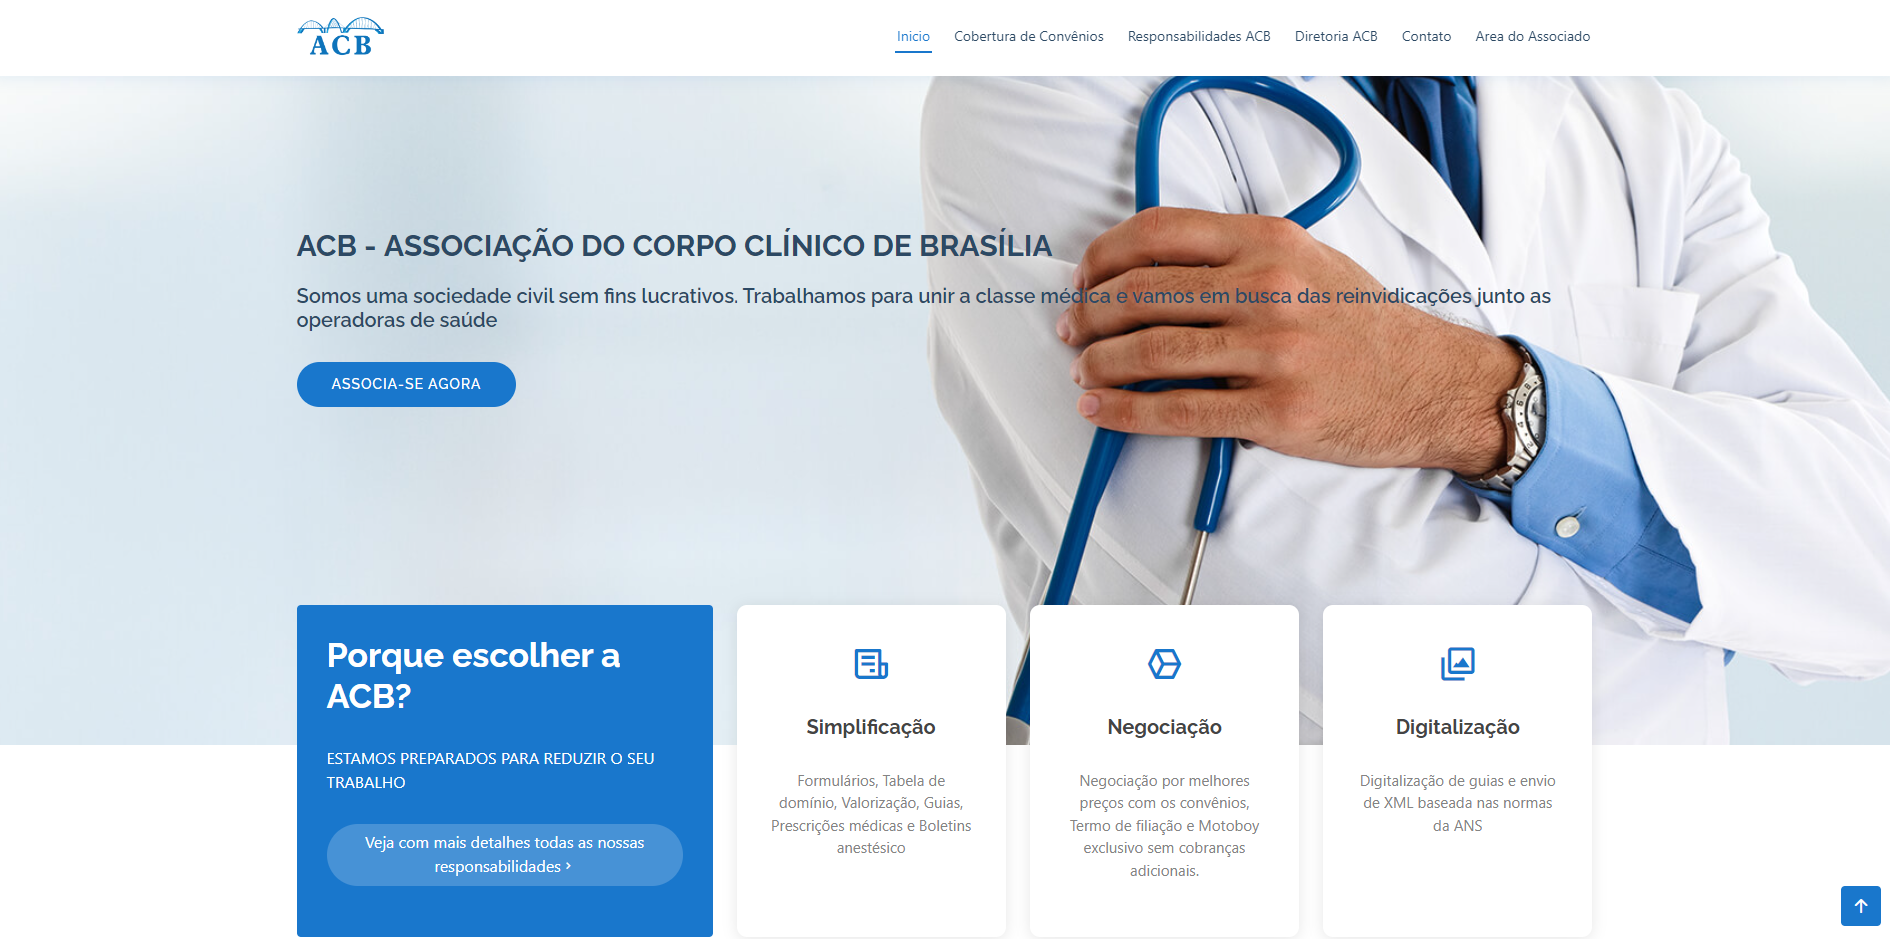 ACB
Inicio
Cobertura de Convênios
Responsabilidades ACB
Diretoria ACB
Contato
Area do Associado
ACB - ASSOCIAÇÃO DO CORPO CLÍNICO DE BRASÍLIA
Somos uma sociedade civil sem fins lucrativos. Trabalhamos para unir a classe médica e vamos em busca das reinvidicações junto as
operadoras de saúde
ASSOCIA-SE AGORA
Porque escolher a
ACB?
ESTAMOS PREPARADOS PARA REDUZIR O SEU
TRABALHO
Veja com mais detalhes todas as nossas
responsabilidades
Simplificação
Formulários, Tabela de
domínio, Valorização, Guias,
Prescrições médicas e Boletins
anestésico
Negociação
Negociação por melhores
preços com os convênios,
Termo de filiação e Motoboy
exclusivo sem cobranças
adicionais.
Digitalização
Digitalização de guias e envio
de XML baseada nas normas
da ANS